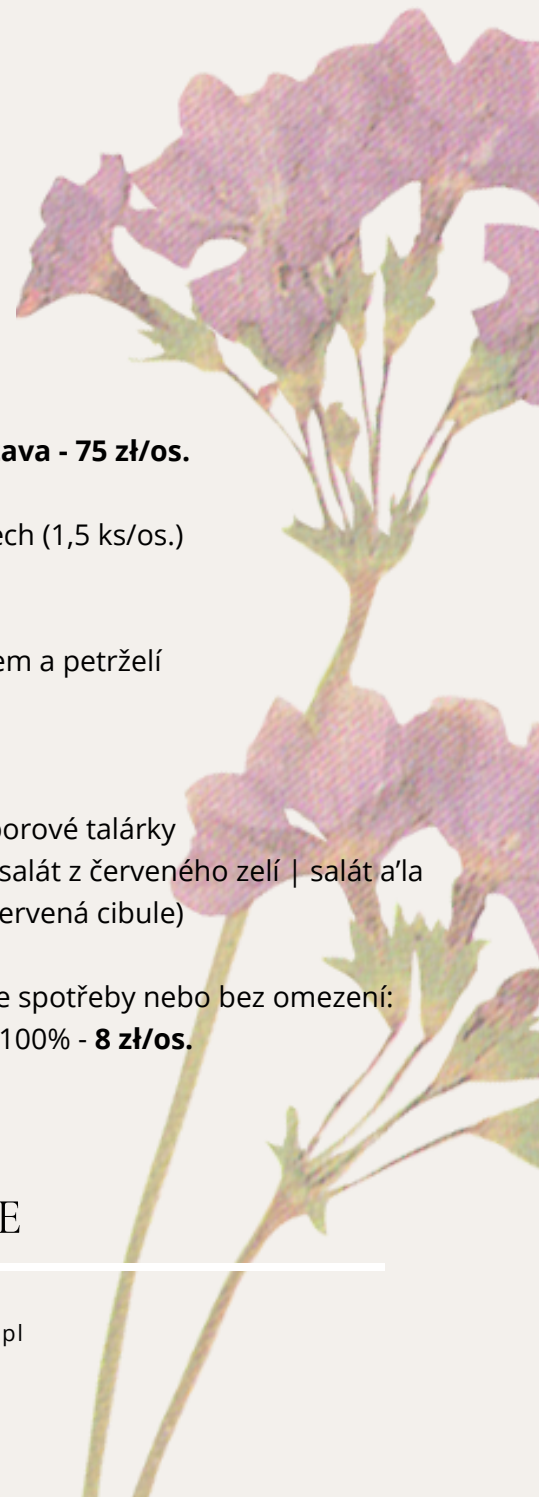 ava - 75 zł/os.
ech (1,5 ks/os.)
em a petrželí
orové talárky
salát z červeného zelí | salát a'la
ervená cibule)
e spotřeby nebo bez omezení:
100% - 8 zł/os.
E
pl